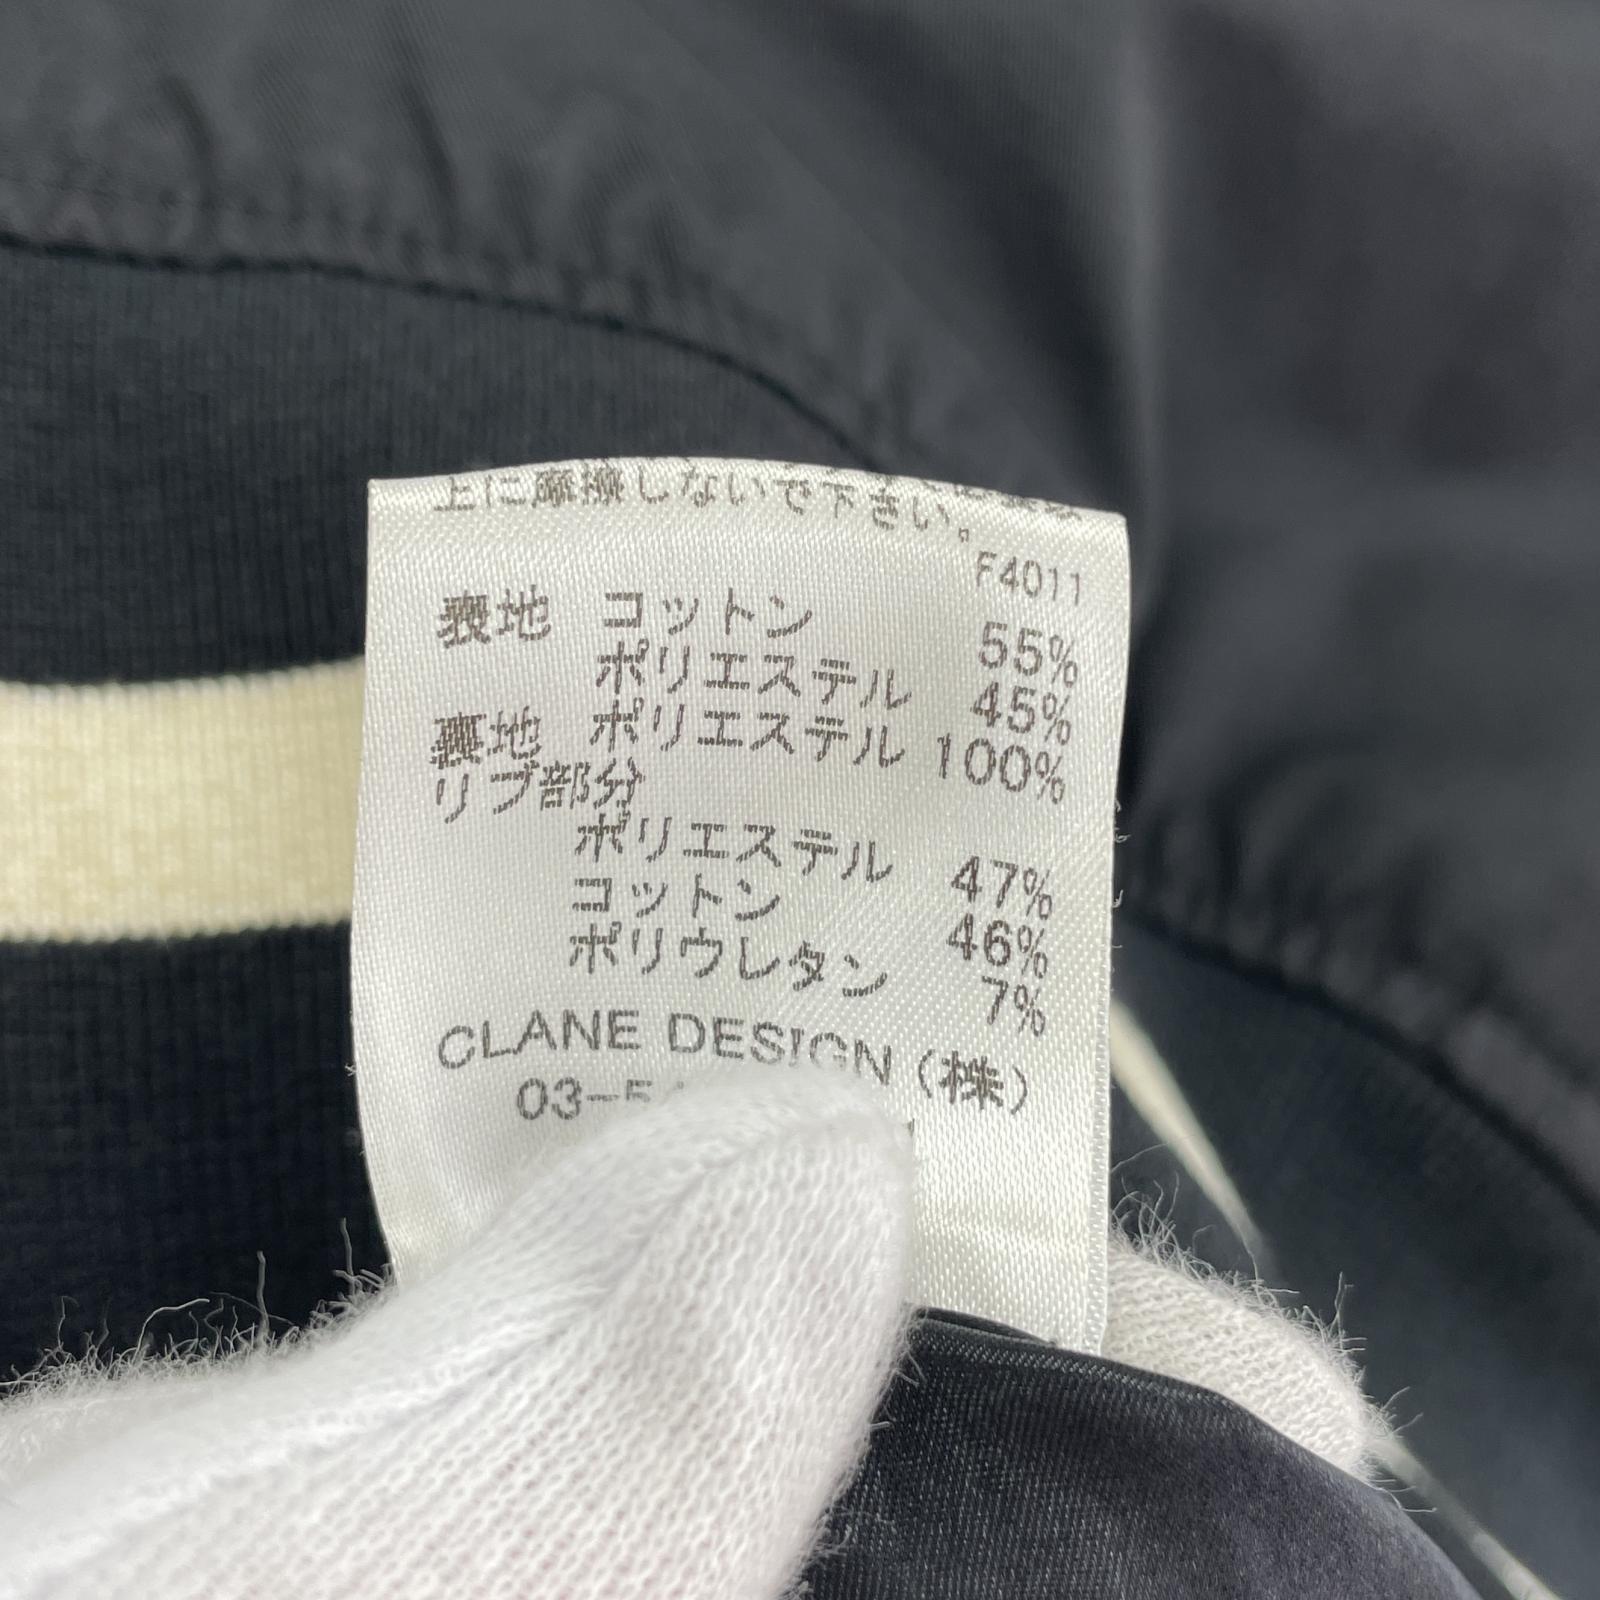 上に摩擦しないで下さい。
F4011
表地 コットン 55%
ポリエステル 45%
裏地 ポリエステル 100%
リブ部分
ポリエステル 47%
コットン 46%
ポリウレタン 7%
CLANE DESIGN (株)
03-5